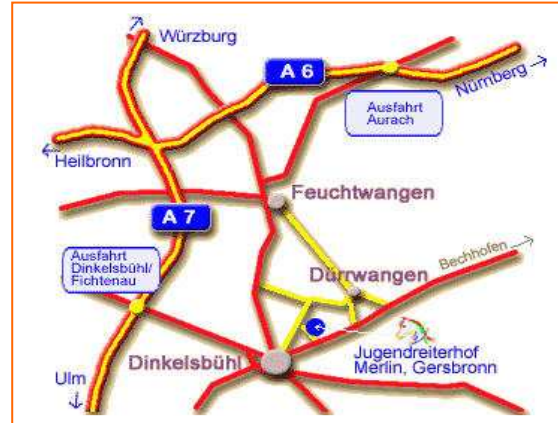 Würzburg
A 6
Nürnberg
Ausfahrt
Aurach
Heilbronn
Feuchtwangen
A 7
Bechhofen
Ausfahrt
Dinkelsbühl/
Fichtenau
Dürrwangen
Dinkelsbühl
Jugendreiterhof
Merlin, Gersbronn
Ulm